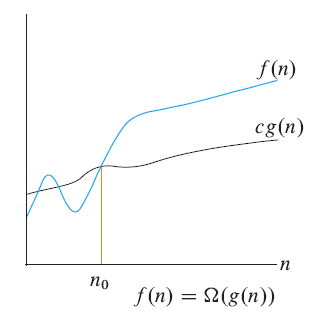 f(n)
cg(n)
n
n₀
f(n) = Ω(g(n))